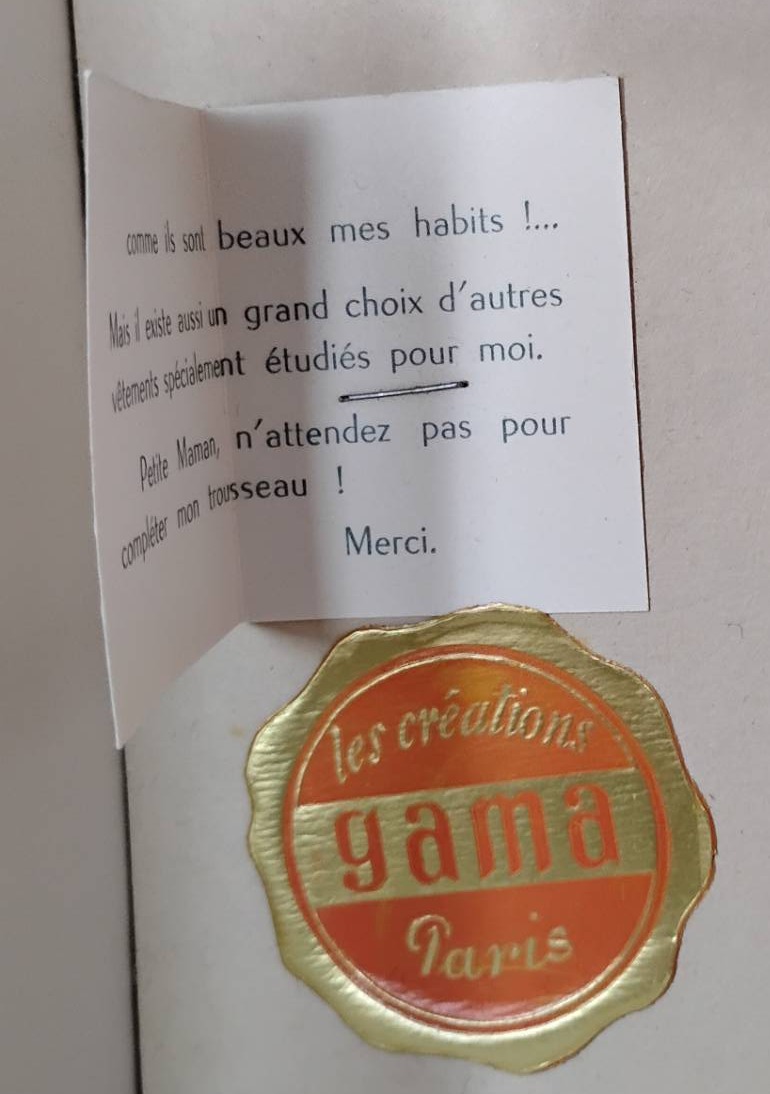 comme ils sont beaux mes habits !...
Mais il existe aussi un grand choix d'autres
vêtements spécialement étudiés pour moi.
Petite Maman, n'attendez pas pour
compléter mon trousseau !
Merci.
les créations
gama
Paris